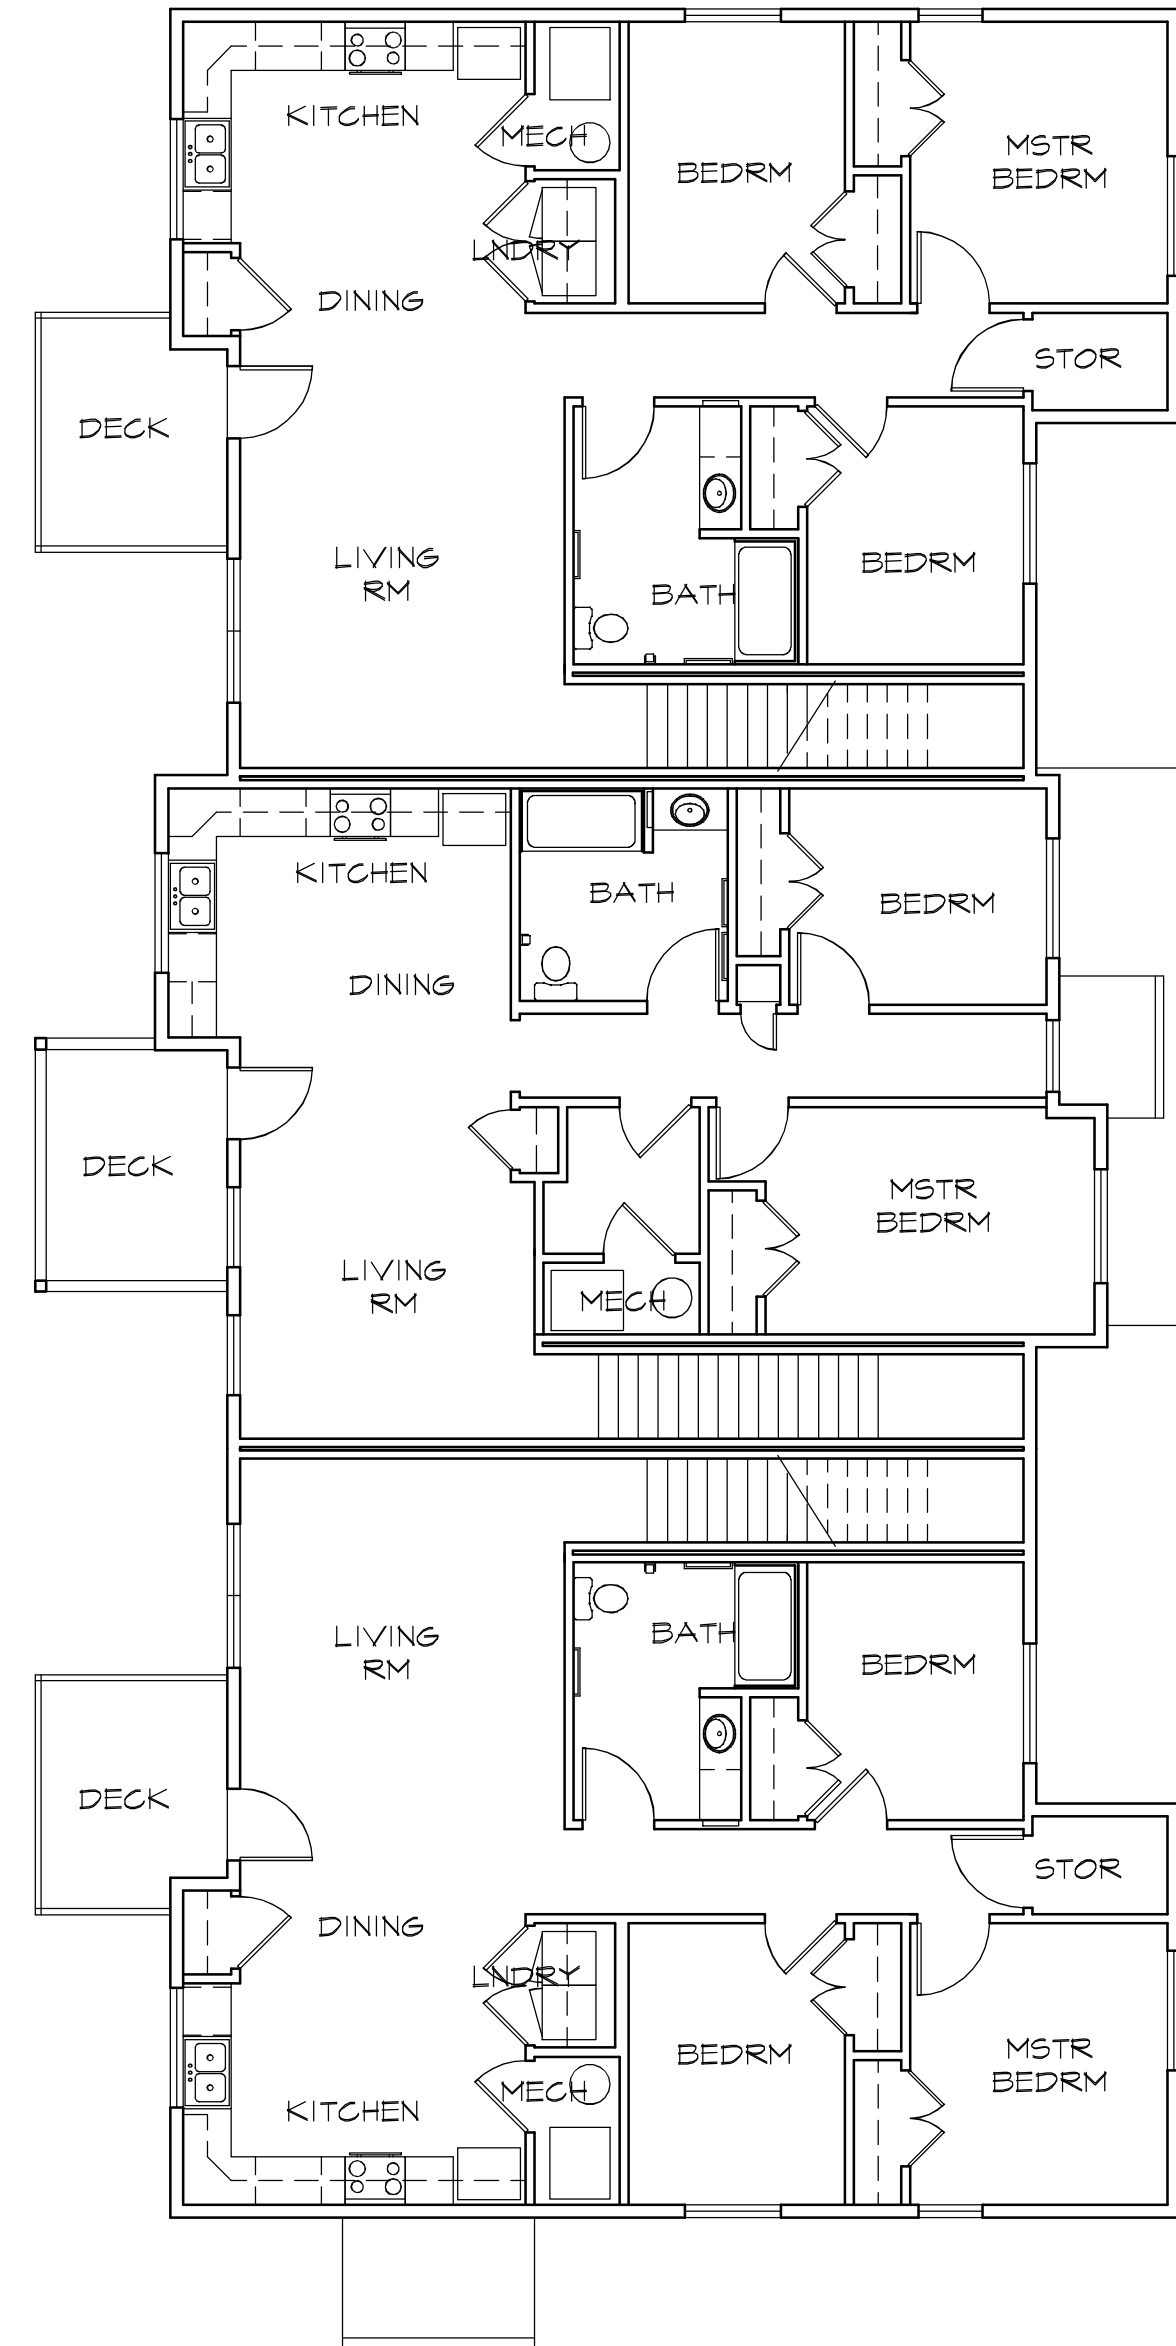 KITCHEN
MECH
BEDRM
MSTR
BEDRM
LNDRY
DINING
STOR
DECK
LIVING
RM
BATH
BEDRM
KITCHEN
BATH
BEDRM
DINING
DECK
MSTR
BEDRM
LIVING
RM
MECH
LIVING
RM
BATH
BEDRM
DECK
STOR
DINING
LNDRY
BEDRM
MSTR
BEDRM
MECH
KITCHEN